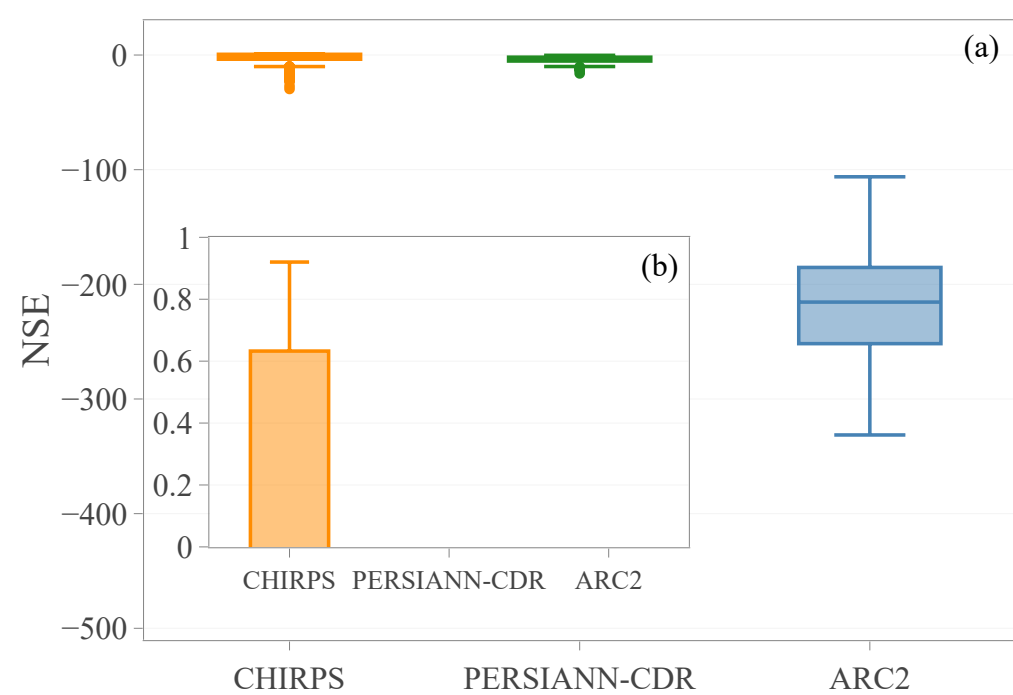 (a)
0
−100
−200
−300
−400
−500
NSE
(b)
1
0.8
0.6
0.4
0.2
0
CHIRPS PERSIANN-CDR ARC2
CHIRPS PERSIANN-CDR ARC2